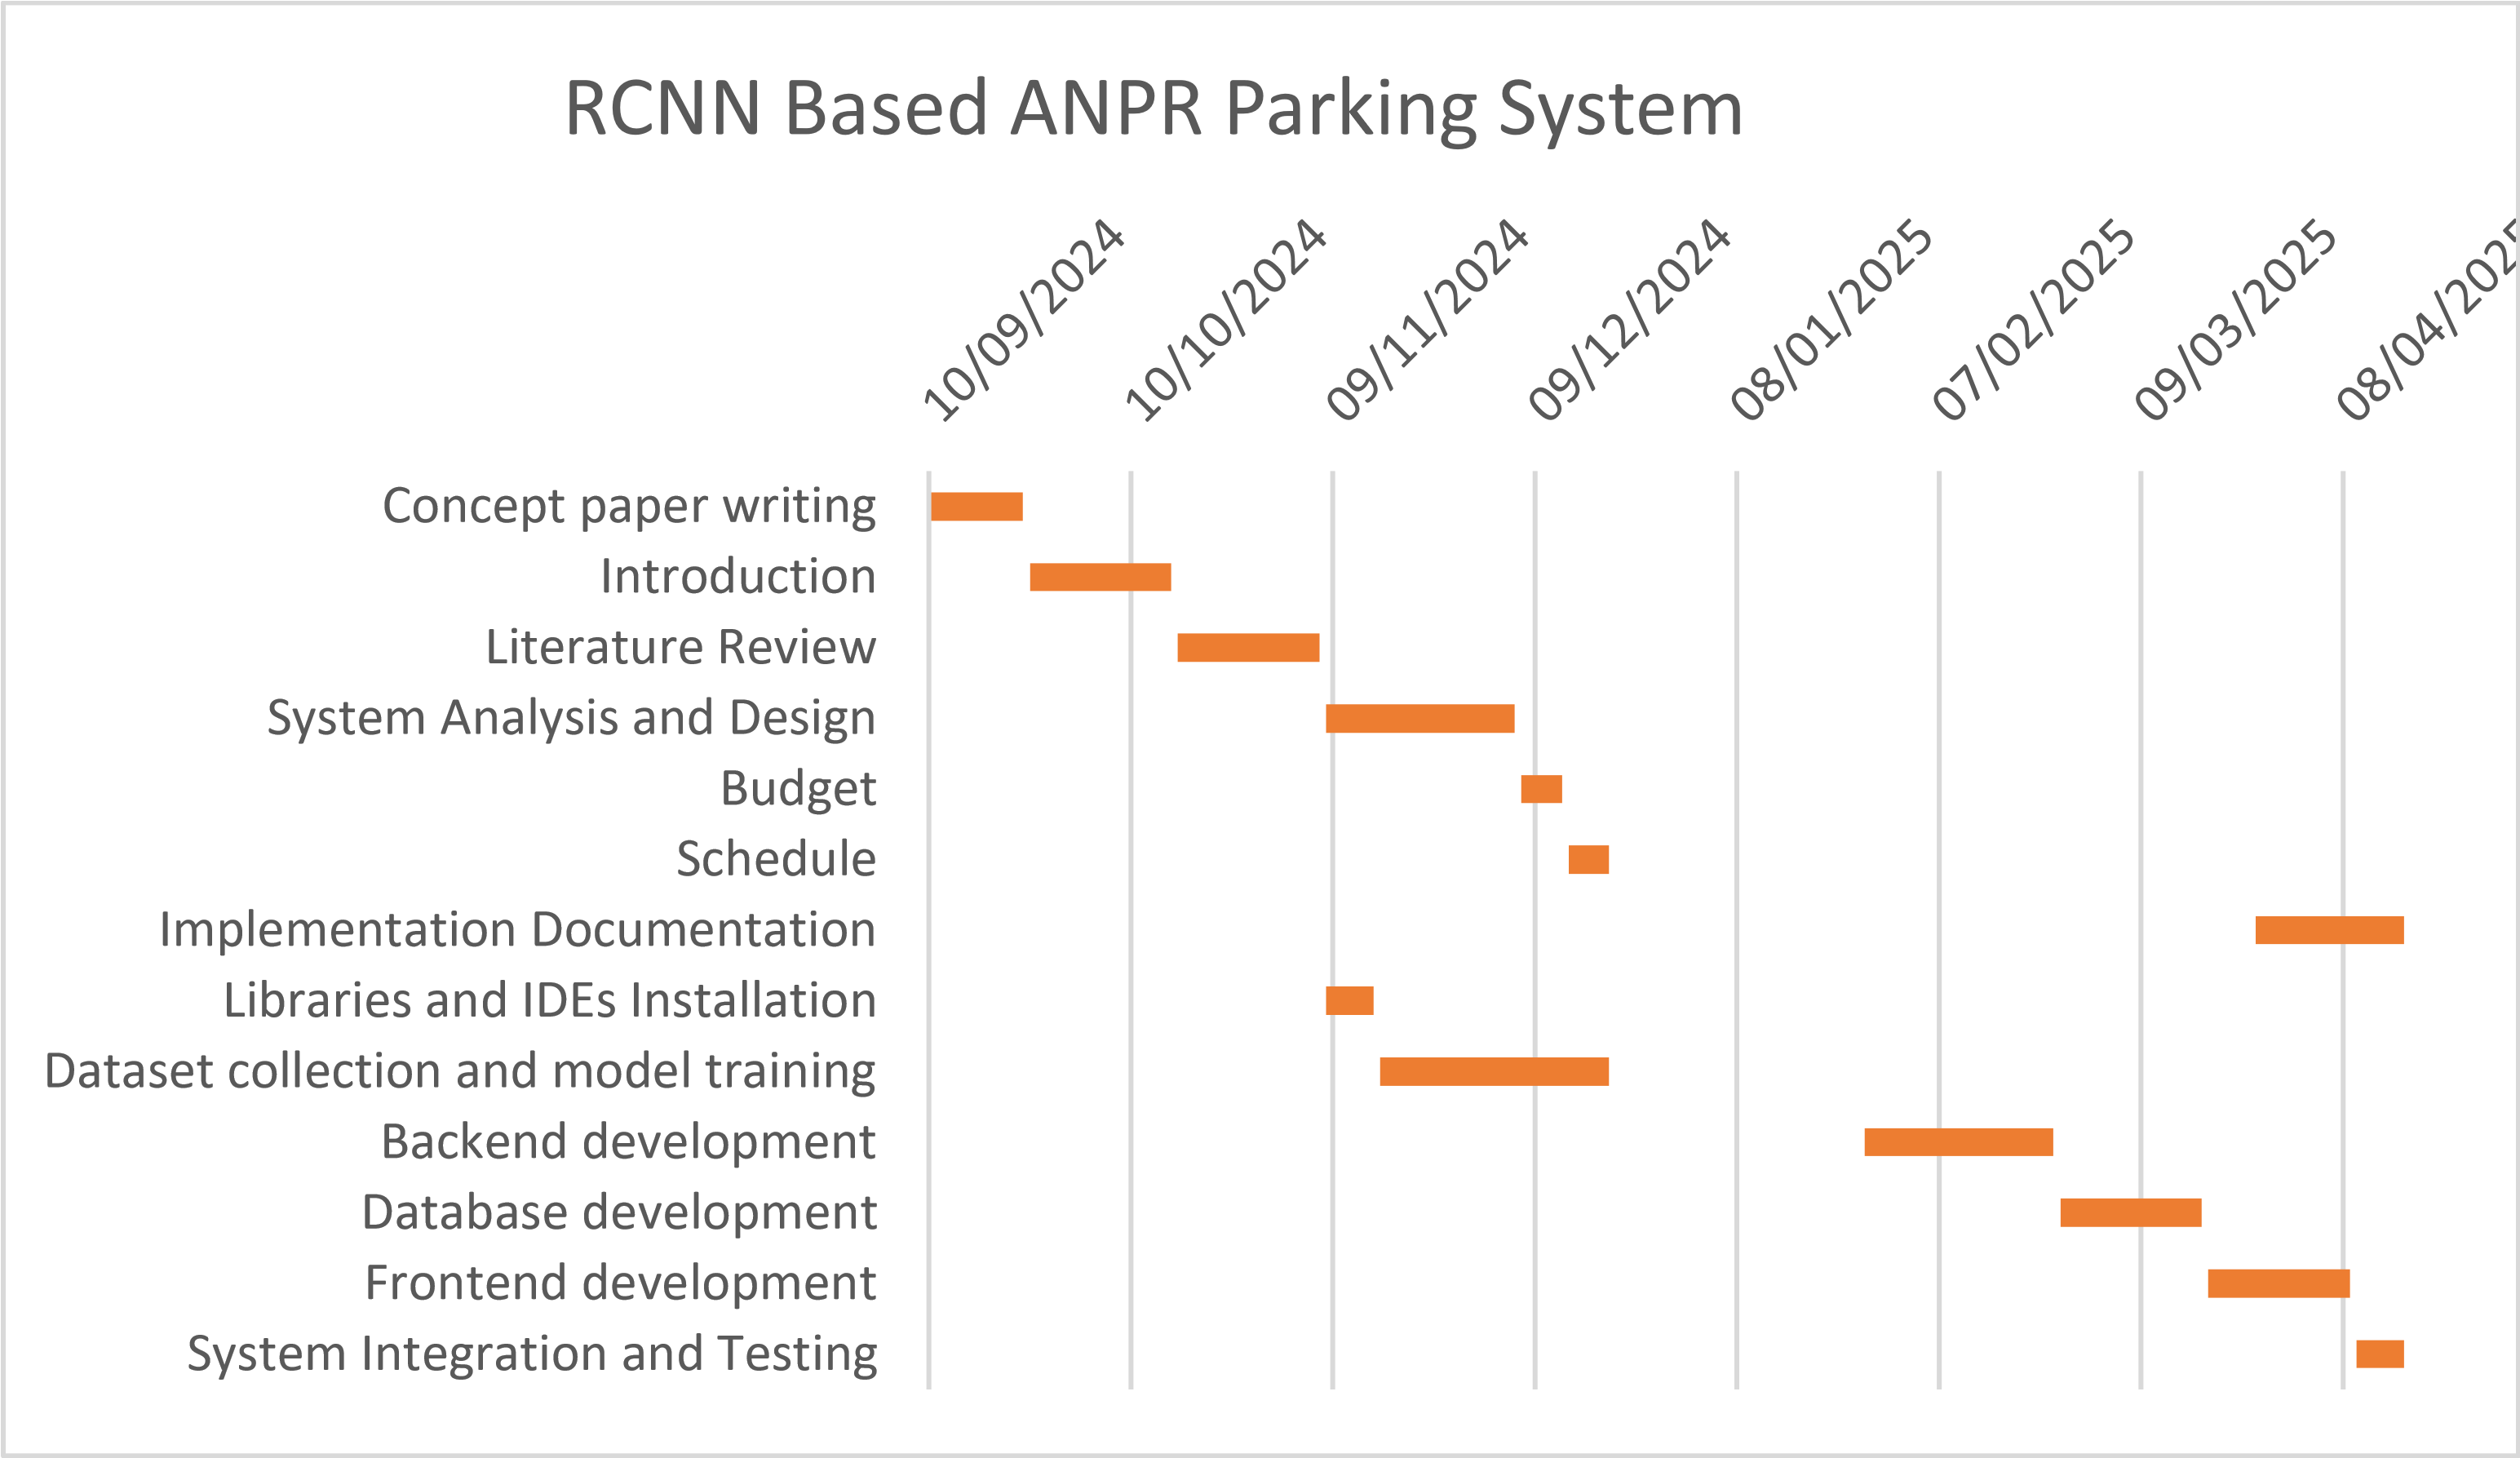 RCNN Based ANPR Parking System
10/09/2024
10/10/2024
09/11/2024
09/12/2024
08/01/2025
07/02/2025
09/03/2025
08/04/2025
Concept paper writing
Introduction
Literature Review
System Analysis and Design
Budget
Schedule
Implementation Documentation
Libraries and IDEs Installation
Dataset collection and model training
Backend development
Database development
Frontend development
System Integration and Testing